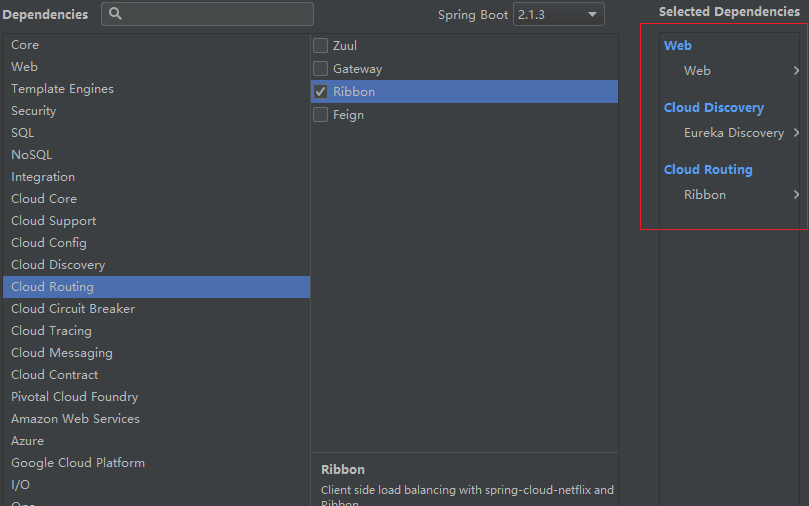 Dependencies
Spring Boot 2.1.3
Selected Dependencies
Core
Web
Template Engines
Security
SQL
NoSQL
Integration
Cloud Core
Cloud Support
Cloud Config
Cloud Discovery
Cloud Routing
Cloud Circuit Breaker
Cloud Tracing
Cloud Messaging
Cloud Contract
Pivotal Cloud Foundry
Amazon Web Services
Azure
Google Cloud Platform
I/O
Ops
Zuul
Gateway
Ribbon
Feign
Ribbon
Client side load balancing with spring-cloud-netflix and
Ribbon
Web
Web
Cloud Discovery
Eureka Discovery
Cloud Routing
Ribbon